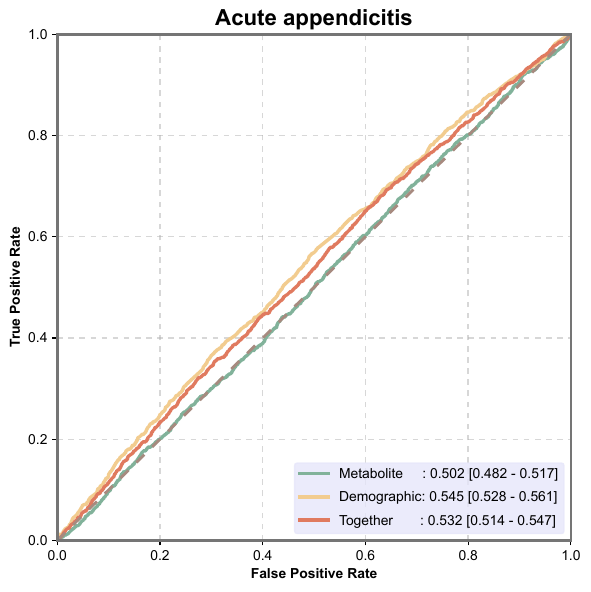 Acute appendicitis
1.0
0.8
0.6
0.4
0.2
0.0
True Positive Rate
Metabolite : 0.502 [0.482 - 0.517]
Demographic: 0.545 [0.528 - 0.561]
Together : 0.532 [0.514 - 0.547]
0.0 0.2 0.4 0.6 0.8 1.0
False Positive Rate